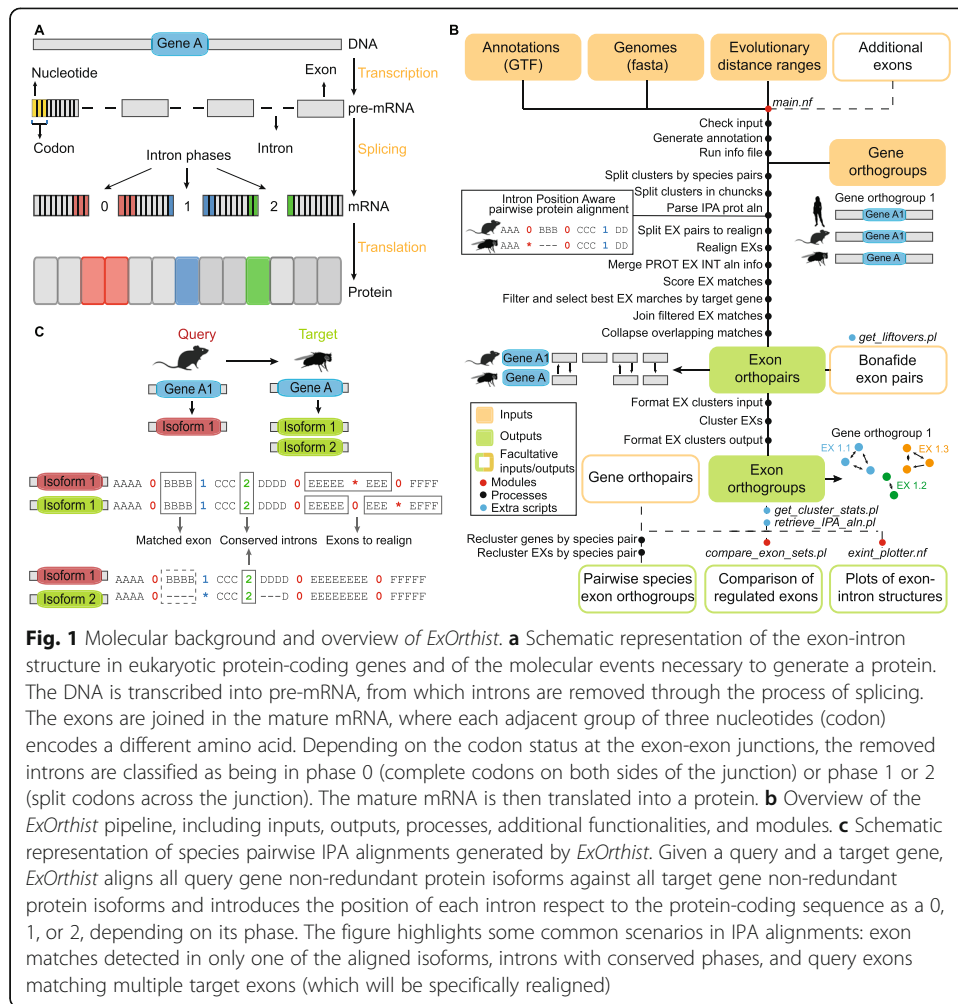 A
Gene A
DNA
Nucleotide
Exon
Transcription
pre-mRNA
Codon
Intron
Splicing
Intron phases
0
1
2
mRNA
Translation
Protein
B
Annotations
(GTF)
Genomes
(fasta)
Evolutionary
distance ranges
Additional
exons
main.nf
Check input
Generate annotation
Run info file
Gene
orthogroups
Split clusters by species pairs
Split clusters in chuncks
Parse IPA prot aln
Intron Position Aware
pairwise protein alignment
AAA 0 BBB 0 CCC 1 DD
AAA * --- 0 CCC 1 DD
Gene orthogroup 1
Gene A1
Gene A1
Gene A
Split EX pairs to realign
Realign EXs
Merge PROT EX INT aln info
Score EX matches
Filter and select best EX marches by target gene
Join filtered EX matches
Collapse overlapping matches
get_liftovers.pl
Gene A1
Gene A
Exon
orthopairs
Bonafide
exon pairs
Inputs
Outputs
Facultative
inputs/outputs
Modules
Processes
Extra scripts
Format EX clusters input
Cluster EXs
Format EX clusters output
Gene orthopairs
Exon
orthogroups
Gene orthogroup 1
EX 1.1
EX 1.3
EX 1.2
get_cluster_stats.pl
retrieve_IPA_aln.pl
Recluster genes by species pair
Recluster EXs by species pair
compare_exon_sets.pl
exint_plotter.nf
Pairwise species
exon orthogroups
Comparison of
regulated exons
Plots of exon-
intron structures
C
Query
Target
Gene A1
Gene A
Isoform 1
Isoform 1
Isoform 2
Isoform 1 AAAA 0 BBBB 1 CCC 2 DDDD 0 EEEEE * EEE 0 FFFF
Isoform 1 AAAA 0 BBBB 1 CCC 2 DDDD 0 EEEEE 0 EEE * EFFF
Matched exon
Conserved introns
Exons to realign
Isoform 1 AAAA 0 BBBB 1 CCC 2 DDDD 0 EEEEEEEE 0 FFFFF
Isoform 2 AAAA 0 ---- * CCC 2 ---D 0 EEEEEEEE 0 FFFFF
Fig. 1 Molecular background and overview of ExOrthist. a Schematic representation of the exon-intron
structure in eukaryotic protein-coding genes and of the molecular events necessary to generate a protein.
The DNA is transcribed into pre-mRNA, from which introns are removed through the process of splicing.
The exons are joined in the mature mRNA, where each adjacent group of three nucleotides (codon)
encodes a different amino acid. Depending on the codon status at the exon-exon junctions, the removed
introns are classified as being in phase 0 (complete codons on both sides of the junction) or phase 1 or 2
(split codons across the junction). The mature mRNA is then translated into a protein. b Overview of the
ExOrthist pipeline, including inputs, outputs, processes, additional functionalities, and modules. c Schematic
representation of species pairwise IPA alignments generated by ExOrthist. Given a query and a target gene,
ExOrthist aligns all query gene non-redundant protein isoforms against all target gene non-redundant
protein isoforms and introduces the position of each intron respect to the protein-coding sequence as a 0,
1, or 2, depending on its phase. The figure highlights some common scenarios in IPA alignments: exon
matches detected in only one of the aligned isoforms, introns with conserved phases, and query exons
matching multiple target exons (which will be specifically realigned)